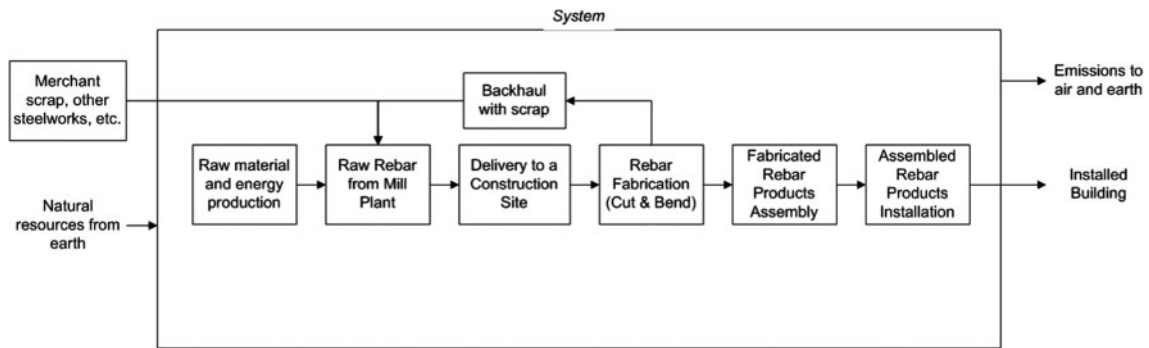 System
Merchant
scrap, other
steelworks, etc.
Backhaul
with scrap
Emissions to
air and earth
Raw material
and energy
production
Raw Rebar
from Mill
Plant
Delivery to a
Construction
Site
Rebar
Fabrication
(Cut & Bend)
Fabricated
Rebar
Products
Assembly
Assembled
Rebar
Products
Installation
Installed
Building
Natural
resources from
earth